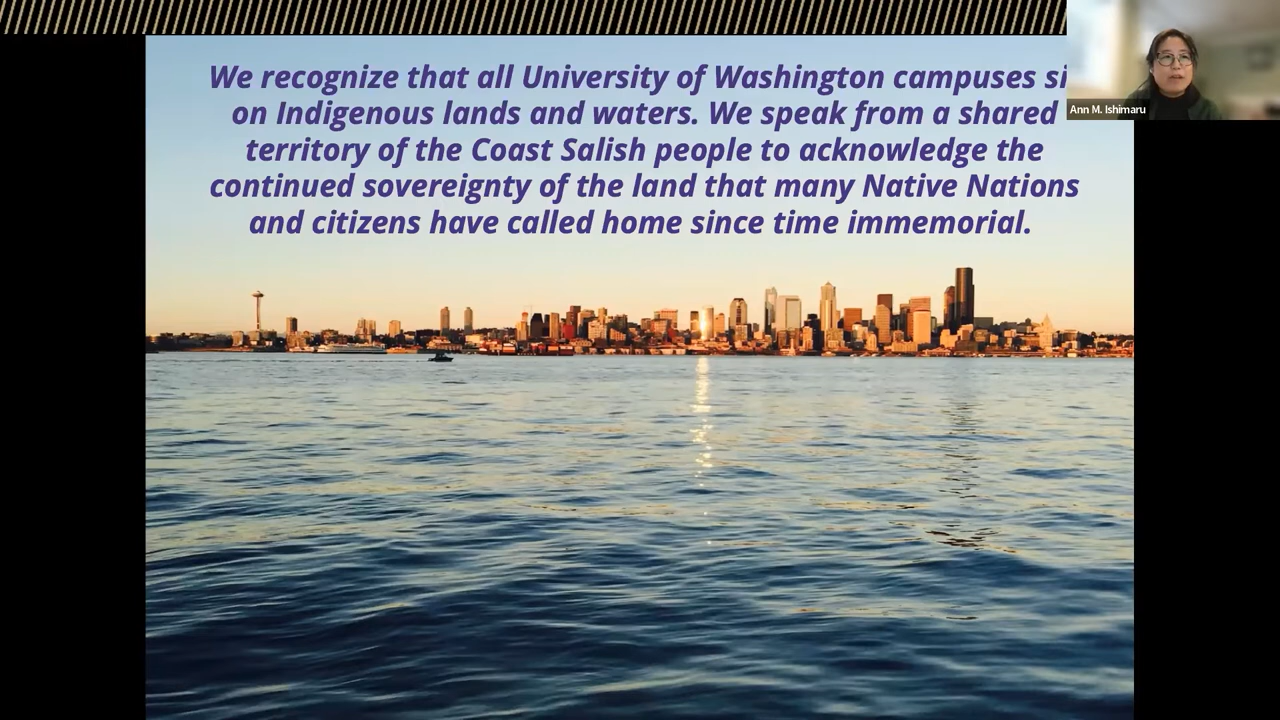 We recognize that all University of Washington campuses si
on Indigenous lands and waters. We speak from a shared
territory of the Coast Salish people to acknowledge the
continued sovereignty of the land that many Native Nations
and citizens have called home since time immemorial.
Ann M. Ishimaru